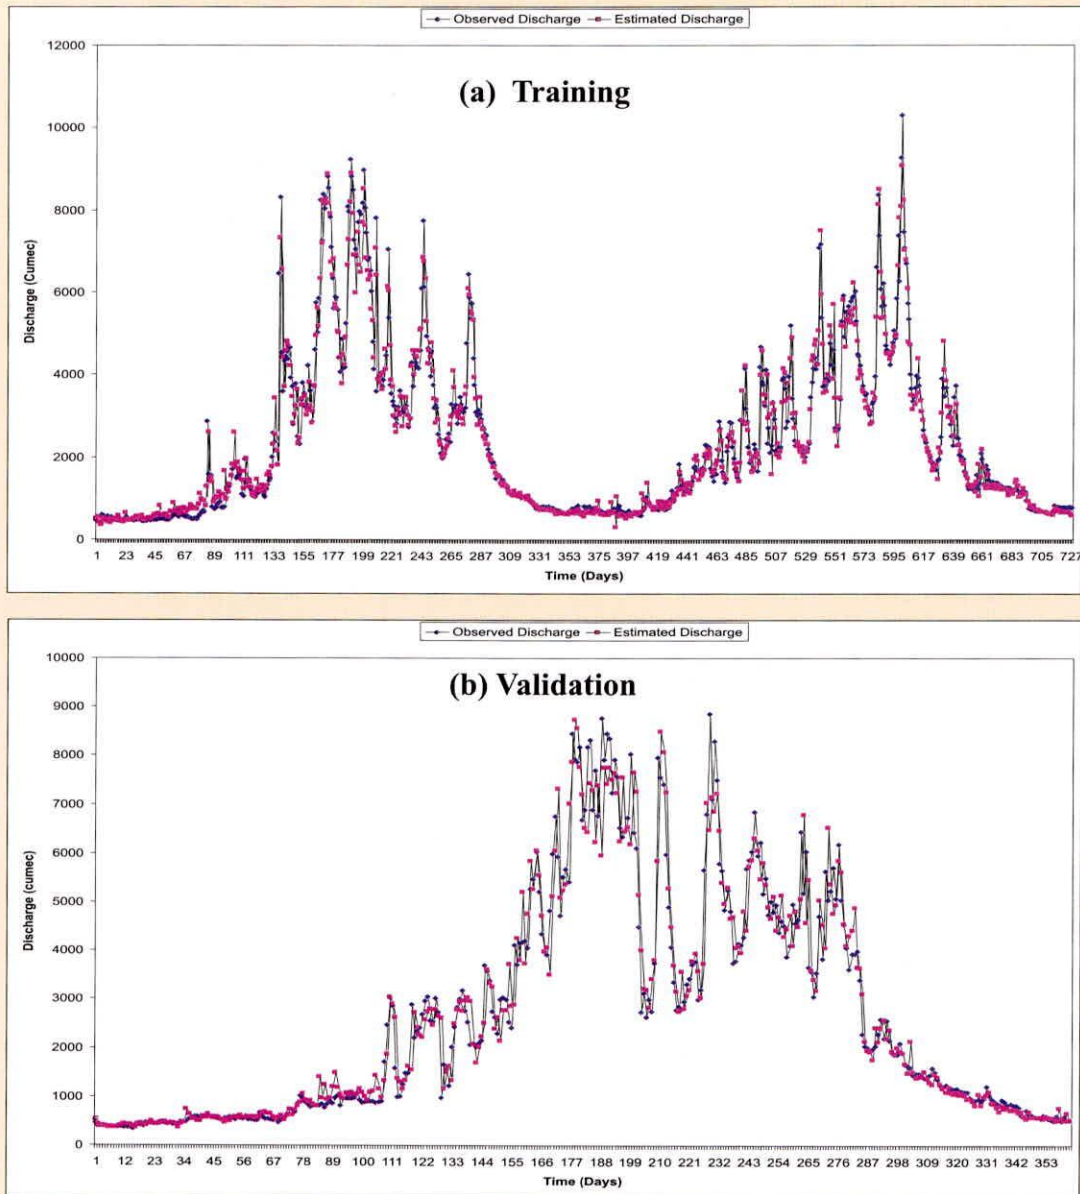 Observed Discharge Estimated Discharge
(a) Training
12000
10000
8000
6000
4000
2000
0
Discharge (Cumec)
1 23 45 67 89 111 133 155 177 199 221 243 265 287 309 331 353 375 397 419 441 463 485 507 529 551 573 595 617 639 661 683 705 727
Time (Days)
Observed Discharge Estimated Discharge
(b) Validation
10000
9000
8000
7000
6000
5000
4000
3000
2000
1000
0
Discharge (cumec)
1 12 23 34 45 56 67 78 89 100 111 122 133 144 155 166 177 188 199 210 221 232 243 254 265 276 287 298 309 320 331 342 353
Time (Days)